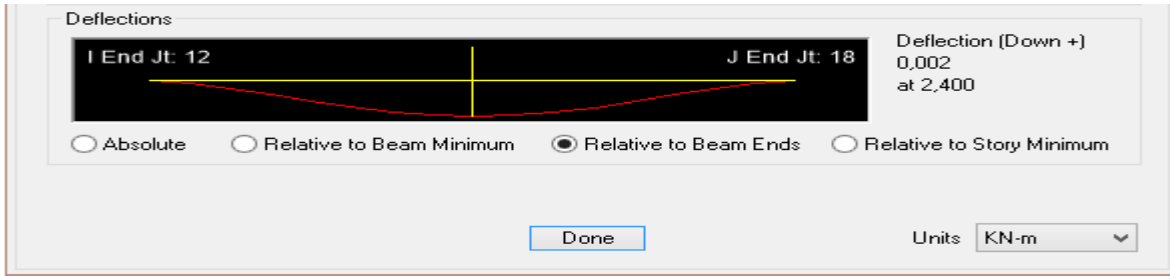 Deflections
I End Jt: 12
J End Jt: 18
Deflection (Down +)
0,002
at 2,400
Absolute
Relative to Beam Minimum
Relative to Beam Ends
Relative to Story Minimum
Done
Units
KN-m